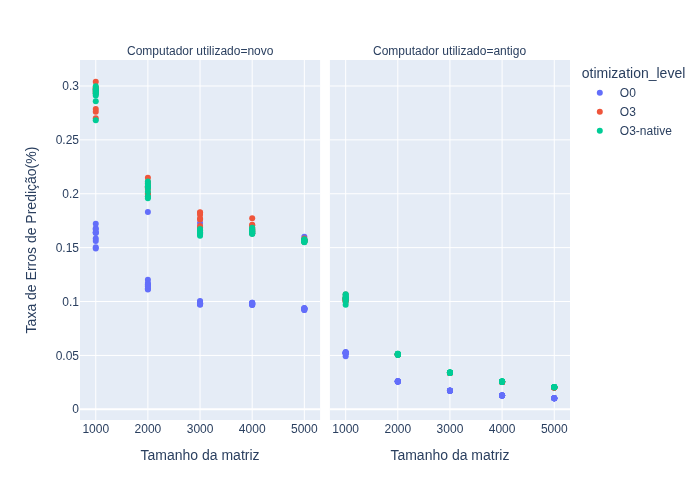 Computador utilizado=novo
Computador utilizado=antigo
otimization_level
O0
O3
O3-native
Taxa de Erros de Predição(%)
0.3
0.25
0.2
0.15
0.1
0.05
0
1000 2000 3000 4000 5000
1000 2000 3000 4000 5000
Tamanho da matriz
Tamanho da matriz